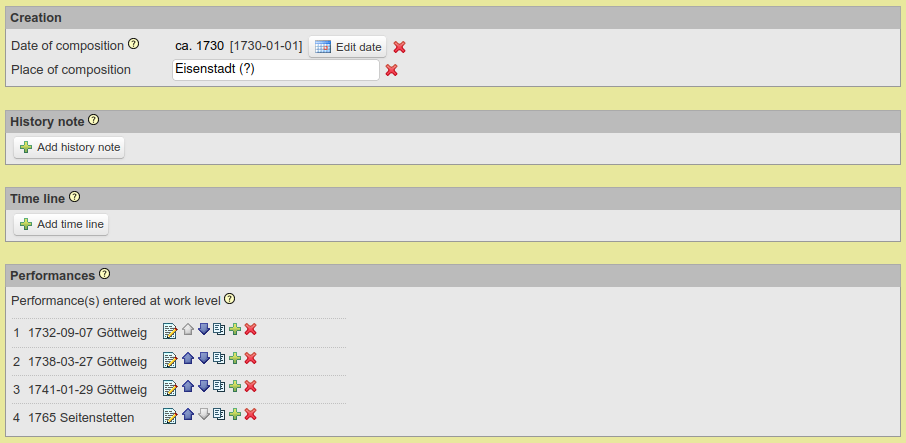 Creation
Date of composition ? ca. 1730 [1730-01-01] Edit date
Place of composition Eisenstadt (?)
History note ?
Add history note
Time line ?
Add time line
Performances ?
Performance(s) entered at work level ?
1 1732-09-07 Göttweig
2 1738-03-27 Göttweig
3 1741-01-29 Göttweig
4 1765 Seitenstetten